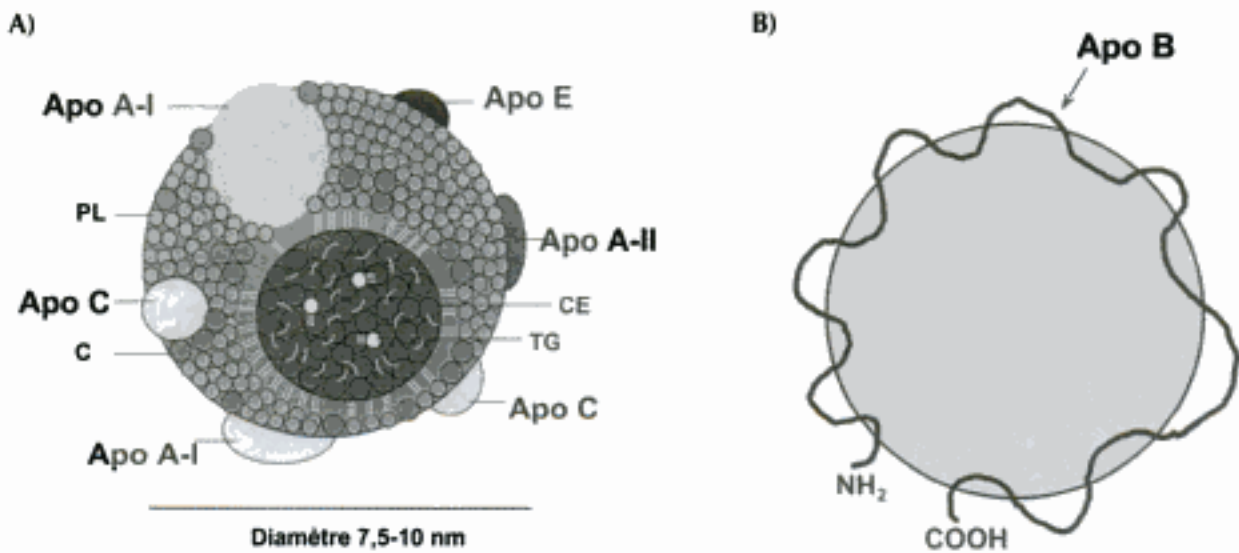 A)
Apo A-I
Apo E
PL
Apo A-II
Apo C
CE
C
TG
Apo C
Apo A-I
Diamètre 7,5-10 nm
B)
Apo B
NH₂
COOH